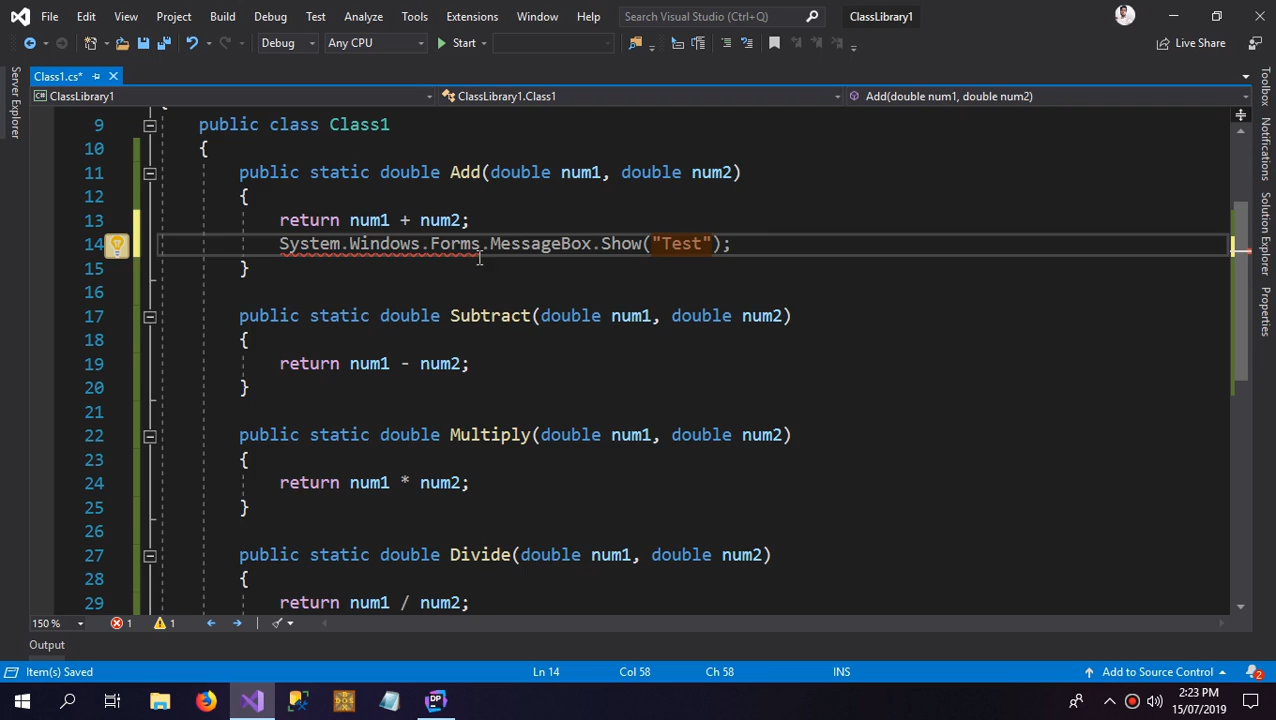 File Edit View Project Build Debug Test Analyze Tools Extensions Window Help Search Visual Studio (Ctrl+Q) ClassLibrary1
Debug Any CPU Start Live Share
Class1.cs*
ClassLibrary1 ClassLibrary1.Class1 Add(double num1, double num2)
Server Explorer
Toolbox
Solution Explorer
Properties
9 public class Class1
10 {
11 public static double Add(double num1, double num2)
12 {
13 return num1 + num2;
14 System.Windows.Forms.MessageBox.Show("Test");
15 }
16
17 public static double Subtract(double num1, double num2)
18 {
19 return num1 - num2;
20 }
21
22 public static double Multiply(double num1, double num2)
23 {
24 return num1 * num2;
25 }
26
27 public static double Divide(double num1, double num2)
28 {
29 return num1 / num2;
150 % 1 1
Output
Item(s) Saved Ln 14 Col 58 Ch 58 INS Add to Source Control 2
DOS
DP
2:23 PM
15/07/2019